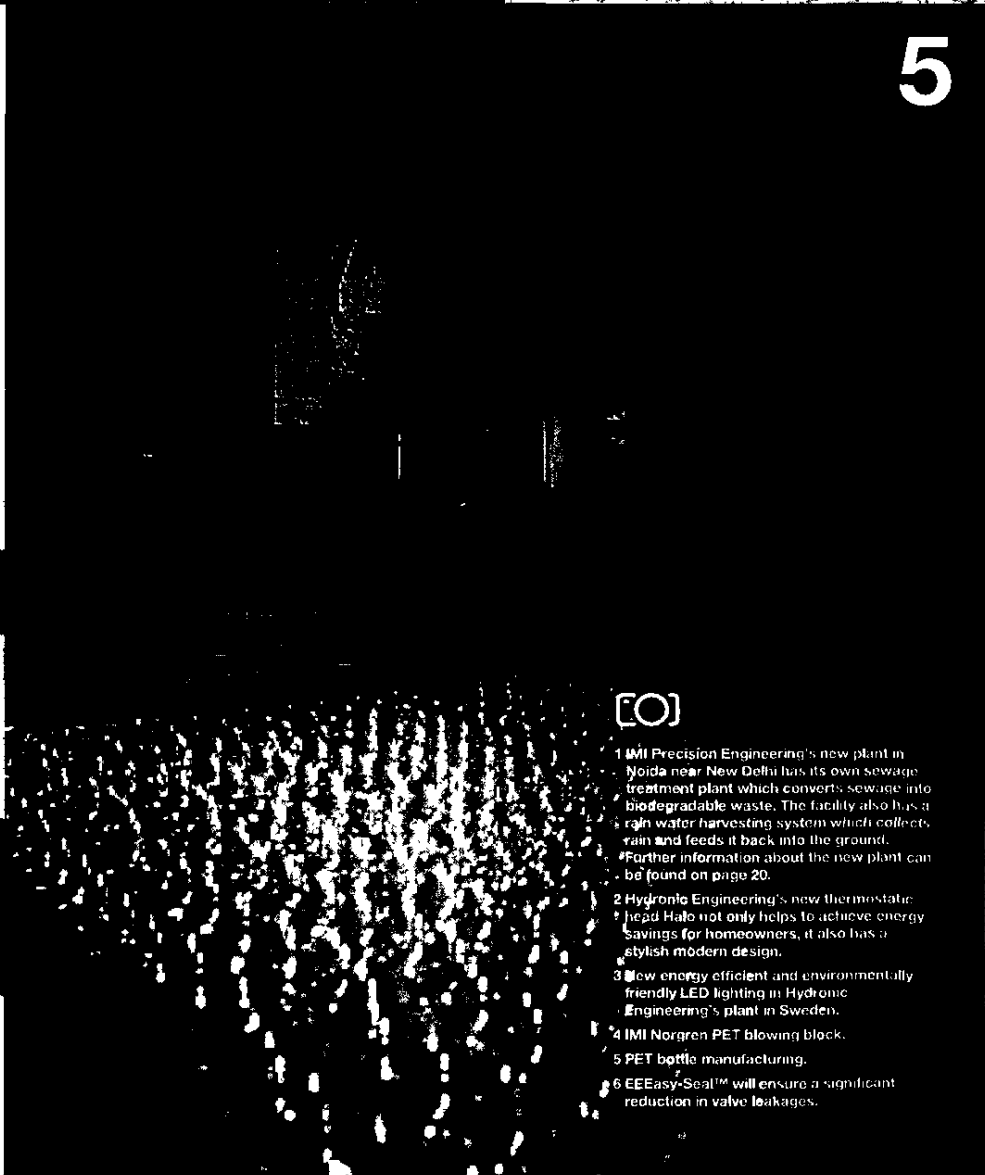 5
1 IMI Precision Engineering's new plant in
Noida near New Delhi has its own sewage
treatment plant which converts sewage into
biodegradable waste. The facility also has a
rain water harvesting system which collects
rain and feeds it back into the ground.
Further information about the new plant can
be found on page 20.
2 Hydronic Engineering's new thermostatic
head Halo not only helps to achieve energy
savings for homeowners, it also has a
stylish modern design.
3 New energy efficient and environmentally
friendly LED lighting in Hydronic
Engineering's plant in Sweden.
4 IMI Norgren PET blowing block.
5 PET bottle manufacturing.
6 EEEasy-Seal™ will ensure a significant
reduction in valve leakages.